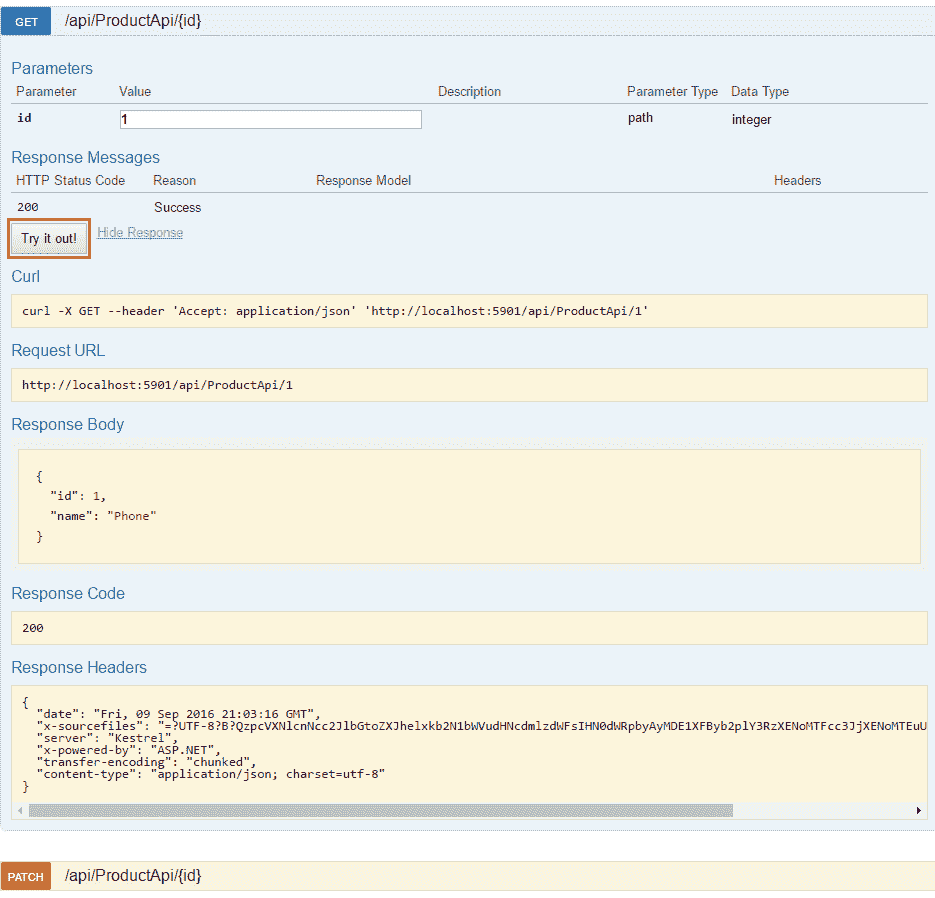 GET /api/ProductApi/{id}
Parameters
Parameter Value Description Parameter Type Data Type
id 1 path integer
Response Messages
HTTP Status Code Reason Response Model Headers
200 Success
Try it out! Hide Response
Curl
curl -X GET --header 'Accept: application/json' 'http://localhost:5901/api/ProductApi/1'
Request URL
http://localhost:5901/api/ProductApi/1
Response Body
{
"id": 1,
"name": "Phone"
}
Response Code
200
Response Headers
{
"date": "Fri, 09 Sep 2016 21:03:16 GMT",
"x-sourcefiles": "=?UTF-8?B?QzpcVXNlcnNcc2JlbGtoZXJhelxkb2N1bWVudHNcdmlzdWFsIHN0dWRpbyAyMDE1XFByb2plY3RzXENoMTFcc3JjXENoMTEuU
"server": "Kestrel",
"x-powered-by": "ASP.NET",
"transfer-encoding": "chunked",
"content-type": "application/json; charset=utf-8"
}
PATCH /api/ProductApi/{id}